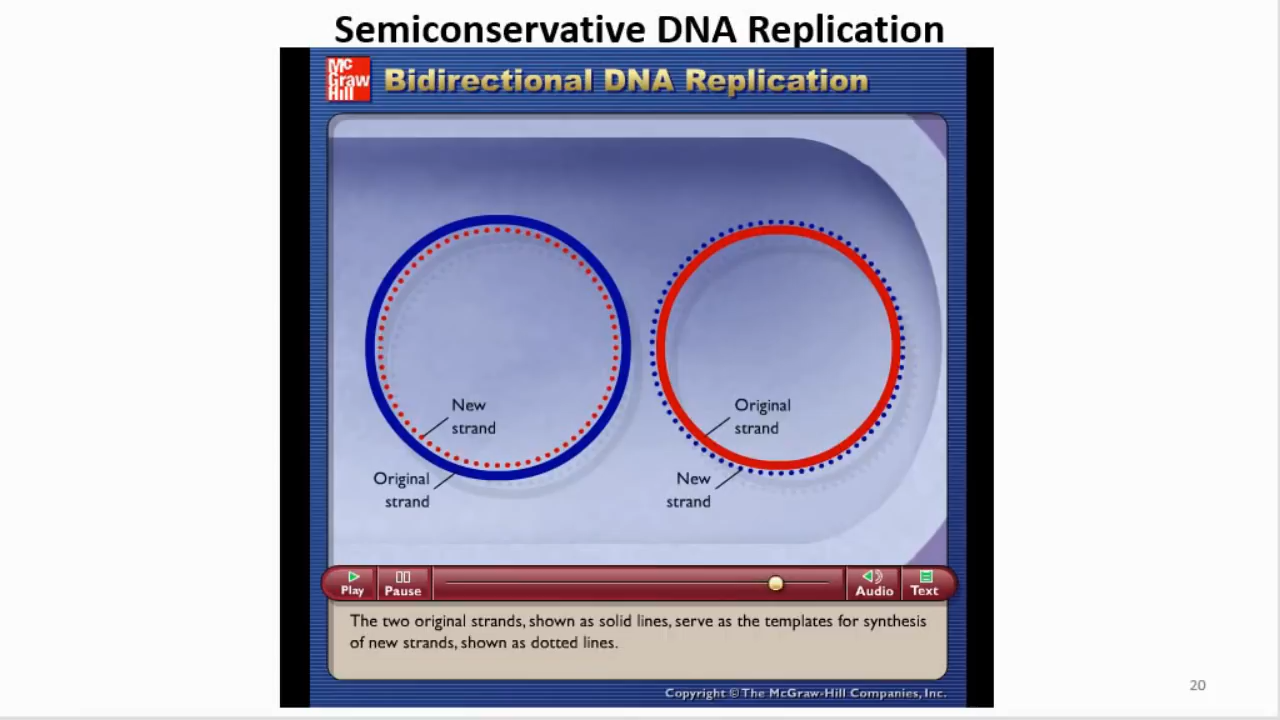 Semiconservative DNA Replication
Mc
Graw
Hill
Bidirectional DNA Replication
New
strand
Original
strand
Original
strand
New
strand
Play
Pause
Audio
Text
The two original strands, shown as solid lines, serve as the templates for synthesis
of new strands, shown as dotted lines.
Copyright © The McGraw-Hill Companies, Inc.
20